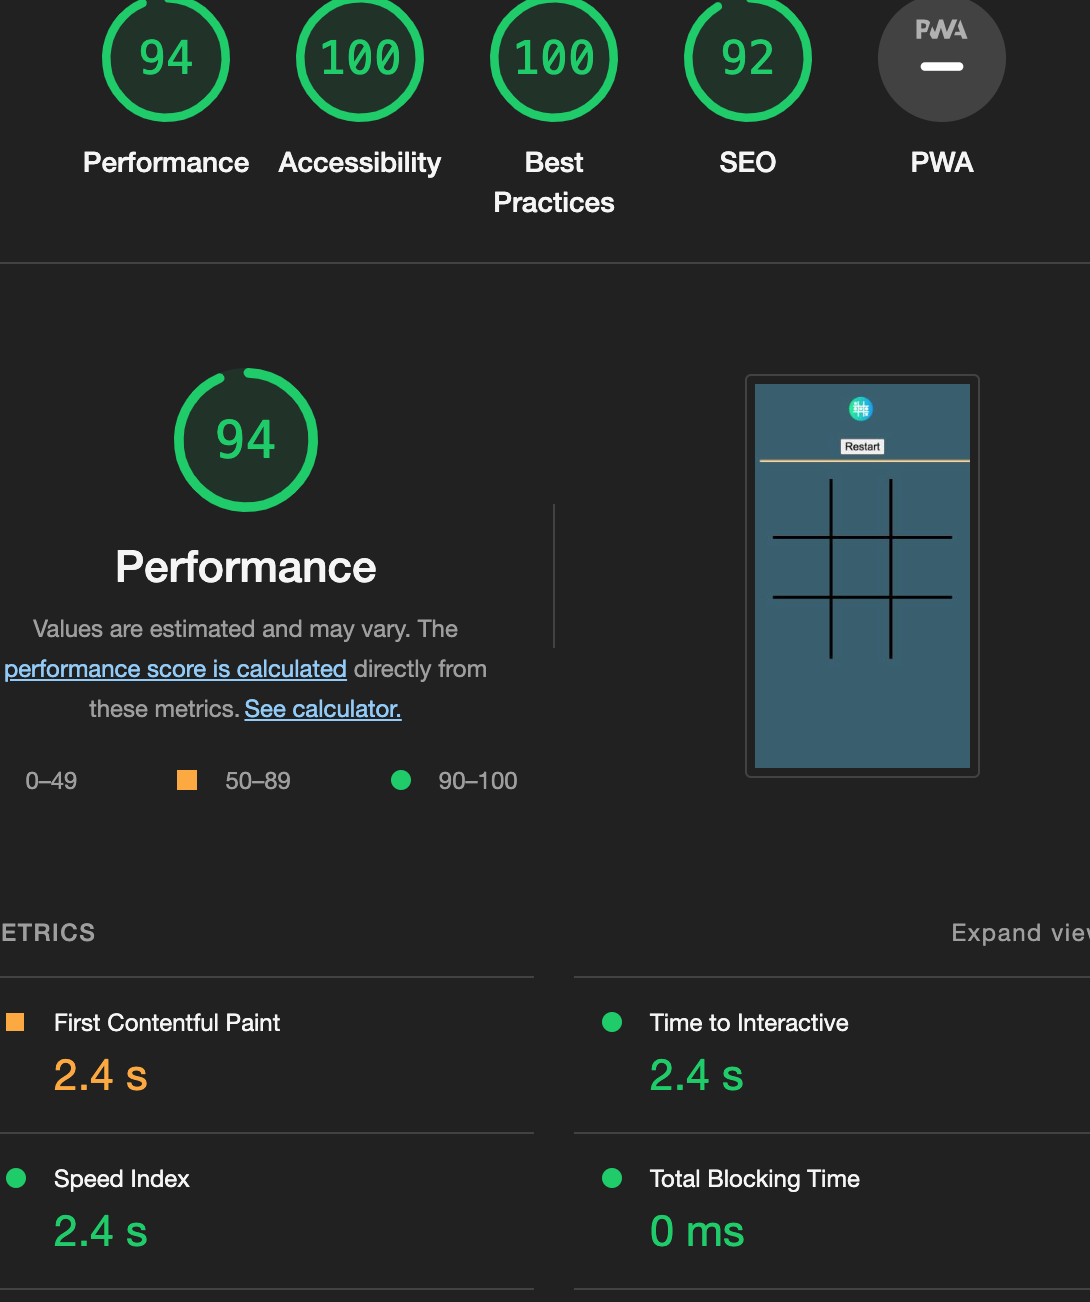 94
100
100
92
PWA
Performance
Accessibility
Best
Practices
SEO
PWA
94
Restart
Performance
Values are estimated and may vary. The
performance score is calculated directly from
these metrics. See calculator.
0–49
50–89
90–100
ETRICS
Expand view
First Contentful Paint
2.4 s
Time to Interactive
2.4 s
Speed Index
2.4 s
Total Blocking Time
0 ms